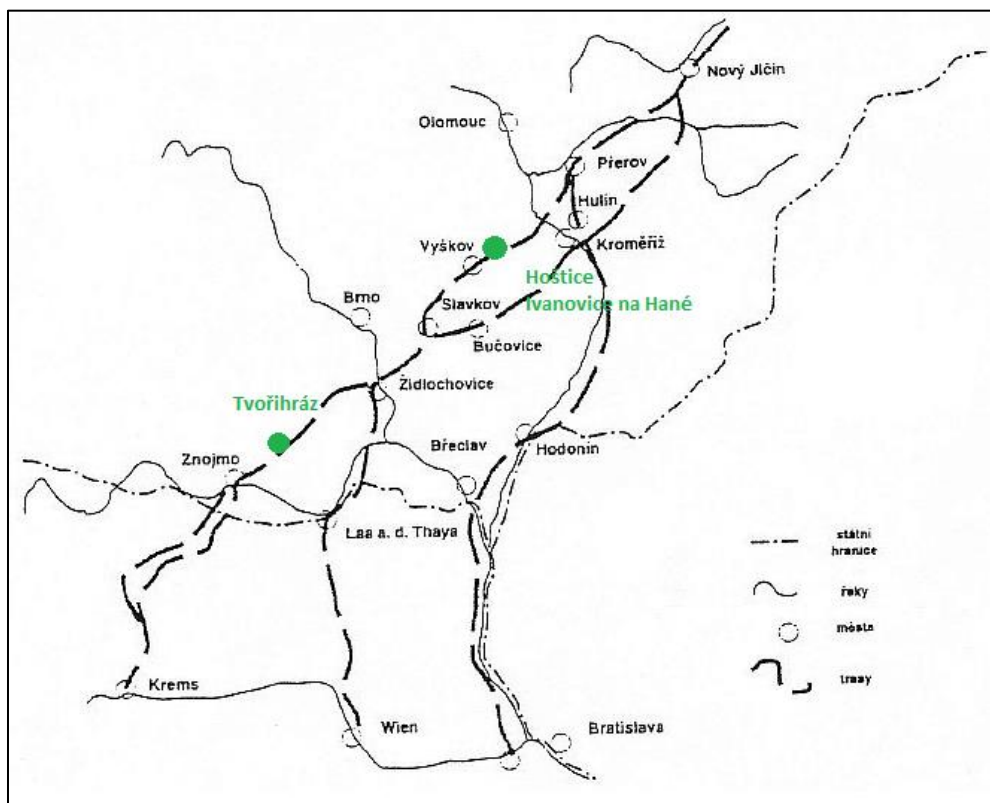 Nový Jičín
Olomouc
Přerov
Hulín
Vyškov
Kroměříž
Hoštice
Ivanovice na Hané
Brno
Slavkov
Bučovice
Židlochovice
Tvořihráz
Břeclav
Hodonín
Znojmo
Laa a. d. Thaya
státní
hranice
řeky
města
trasy
Krems
Wien
Bratislava